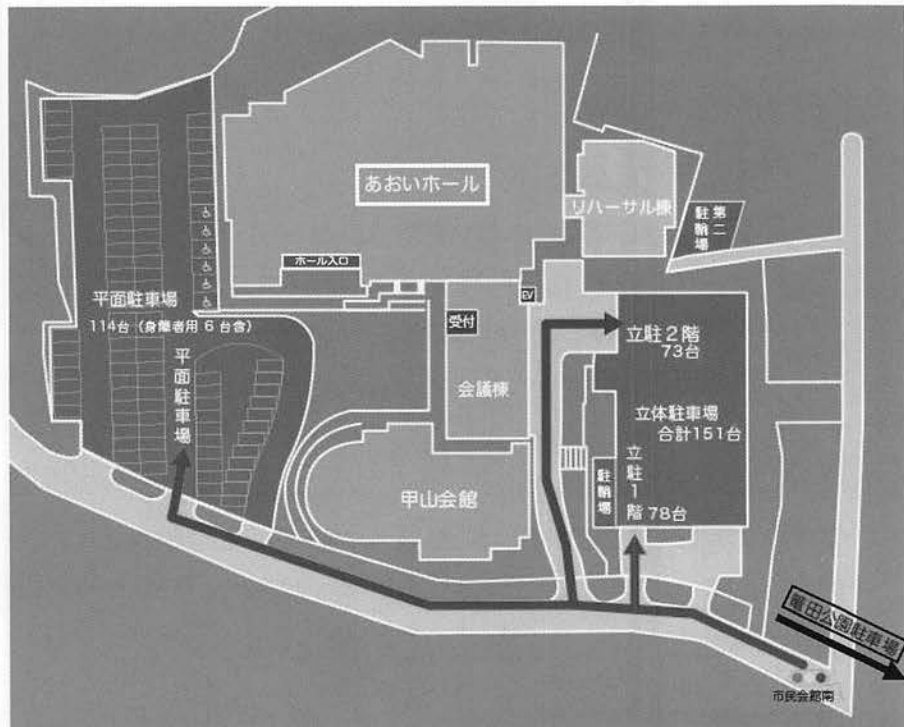 あおいホール
リハーサル棟
第二
駐輪場
ホール入口
平面駐車場
114台(身障者用6台含)
平面駐車場
EV
受付
会議棟
立駐2階
73台
立体駐車場
合計151台
立駐1階
78台
駐輪場
甲山会館
竜田公園駐車場
市民会館南